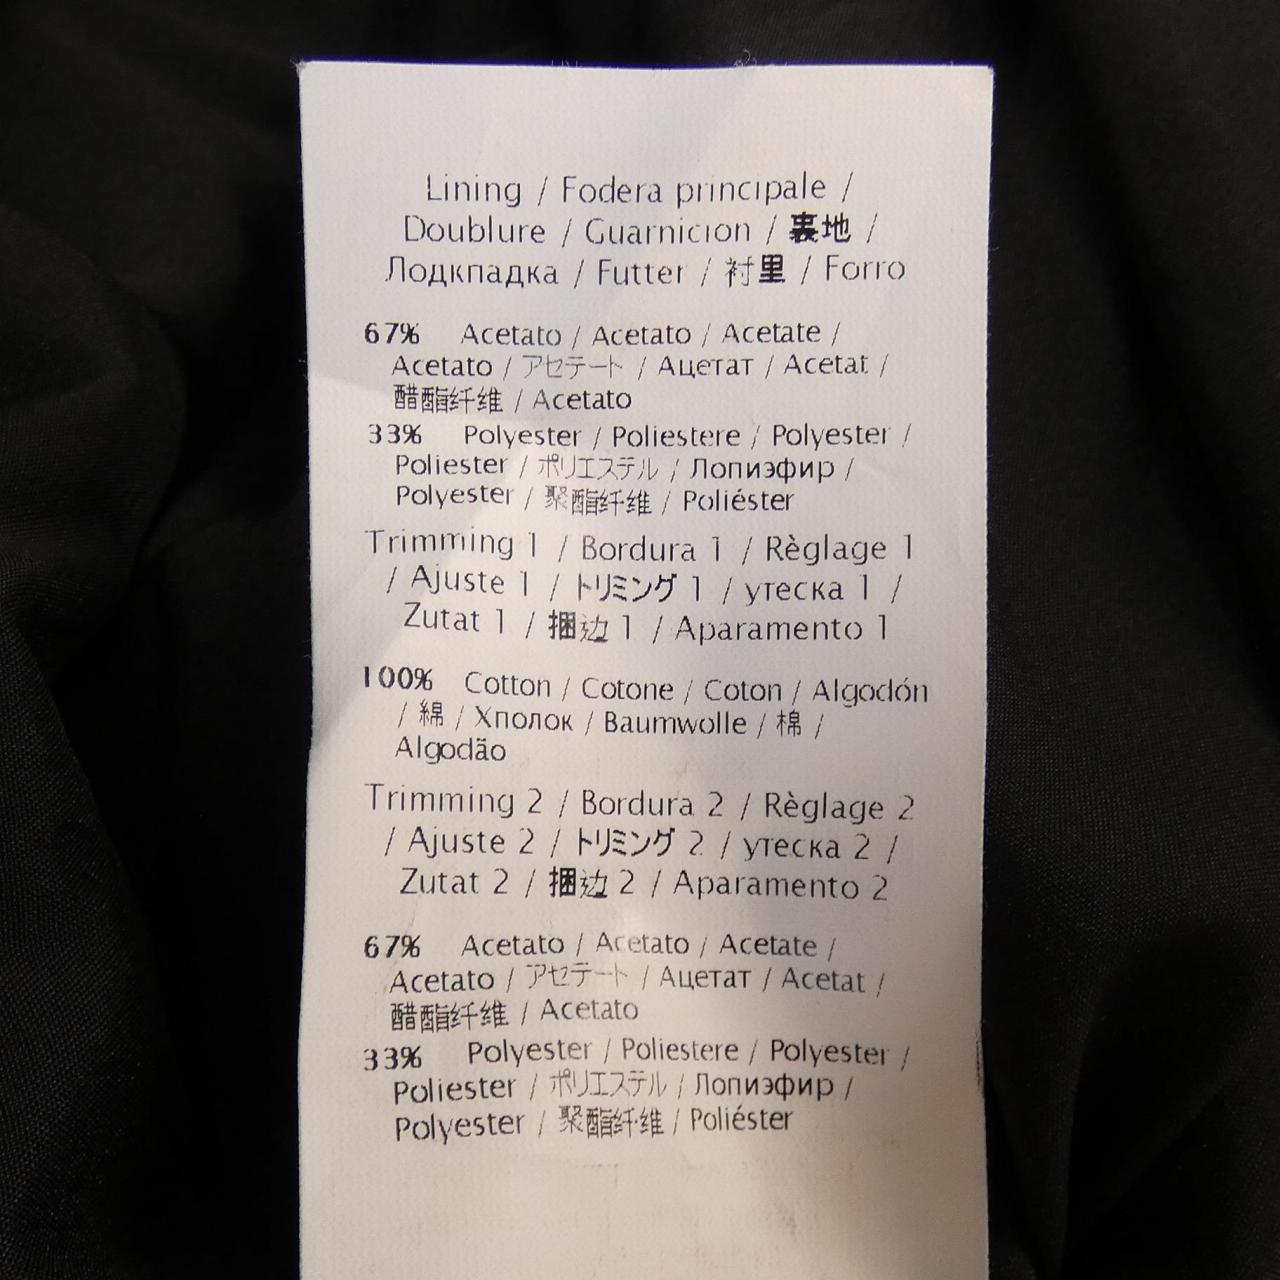 Lining / Fodera principale /
Doublure / Guarnicion / 裏地 /
Лодкпадка / Futter / 衬里 / Forro
67% Acetato / Acetato / Acetate /
Acetato / アセテート / Ацетат / Acetat /
醋酯纤维 / Acetato
33% Polyester / Poliestere / Polyester /
Poliester / ポリエステル / Лопиэфир /
Polyester / 聚酯纤维 / Poliéster
Trimming 1 / Bordura 1 / Règlage 1
/ Ajuste 1 / トリミング 1 / утеска 1 /
Zutat 1 / 捆边 1 / Aparamento 1
100% Cotton / Cotone / Coton / Algodón
/ 綿 / Хполок / Baumwolle / 棉 /
Algodão
Trimming 2 / Bordura 2 / Règlage 2
/ Ajuste 2 / トリミング 2 / утеска 2 /
Zutat 2 / 捆边 2 / Aparamento 2
67% Acetato / Acetato / Acetate /
Acetato / アセテート / Ацетат / Acetat /
醋酯纤维 / Acetato
33% Polyester / Poliestere / Polyester /
Poliester / ポリエステル / Лопиэфир /
Polyester / 聚酯纤维 / Poliéster